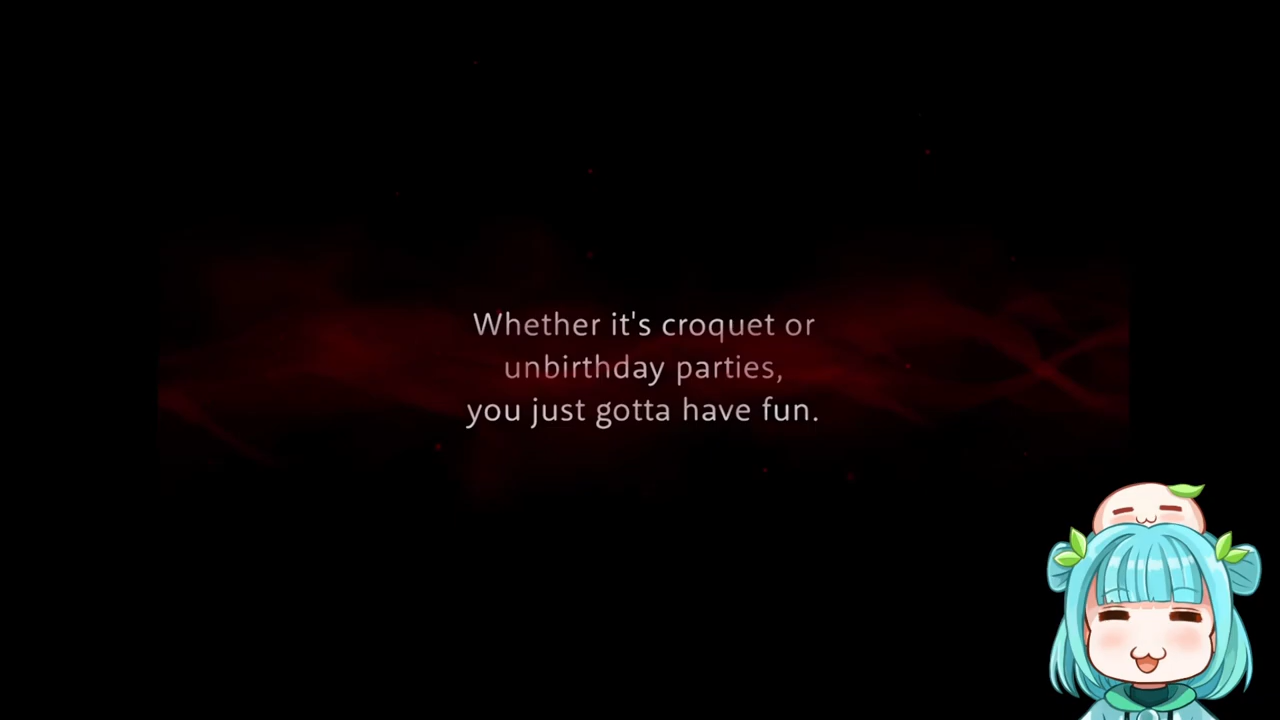 Whether it's croquet or
unbirthday parties,
you just gotta have fun.